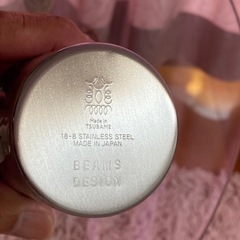 Made in
TSUBAME
18-8 STAINLESS STEEL
MADE IN JAPAN
BEAMS
DESIGN